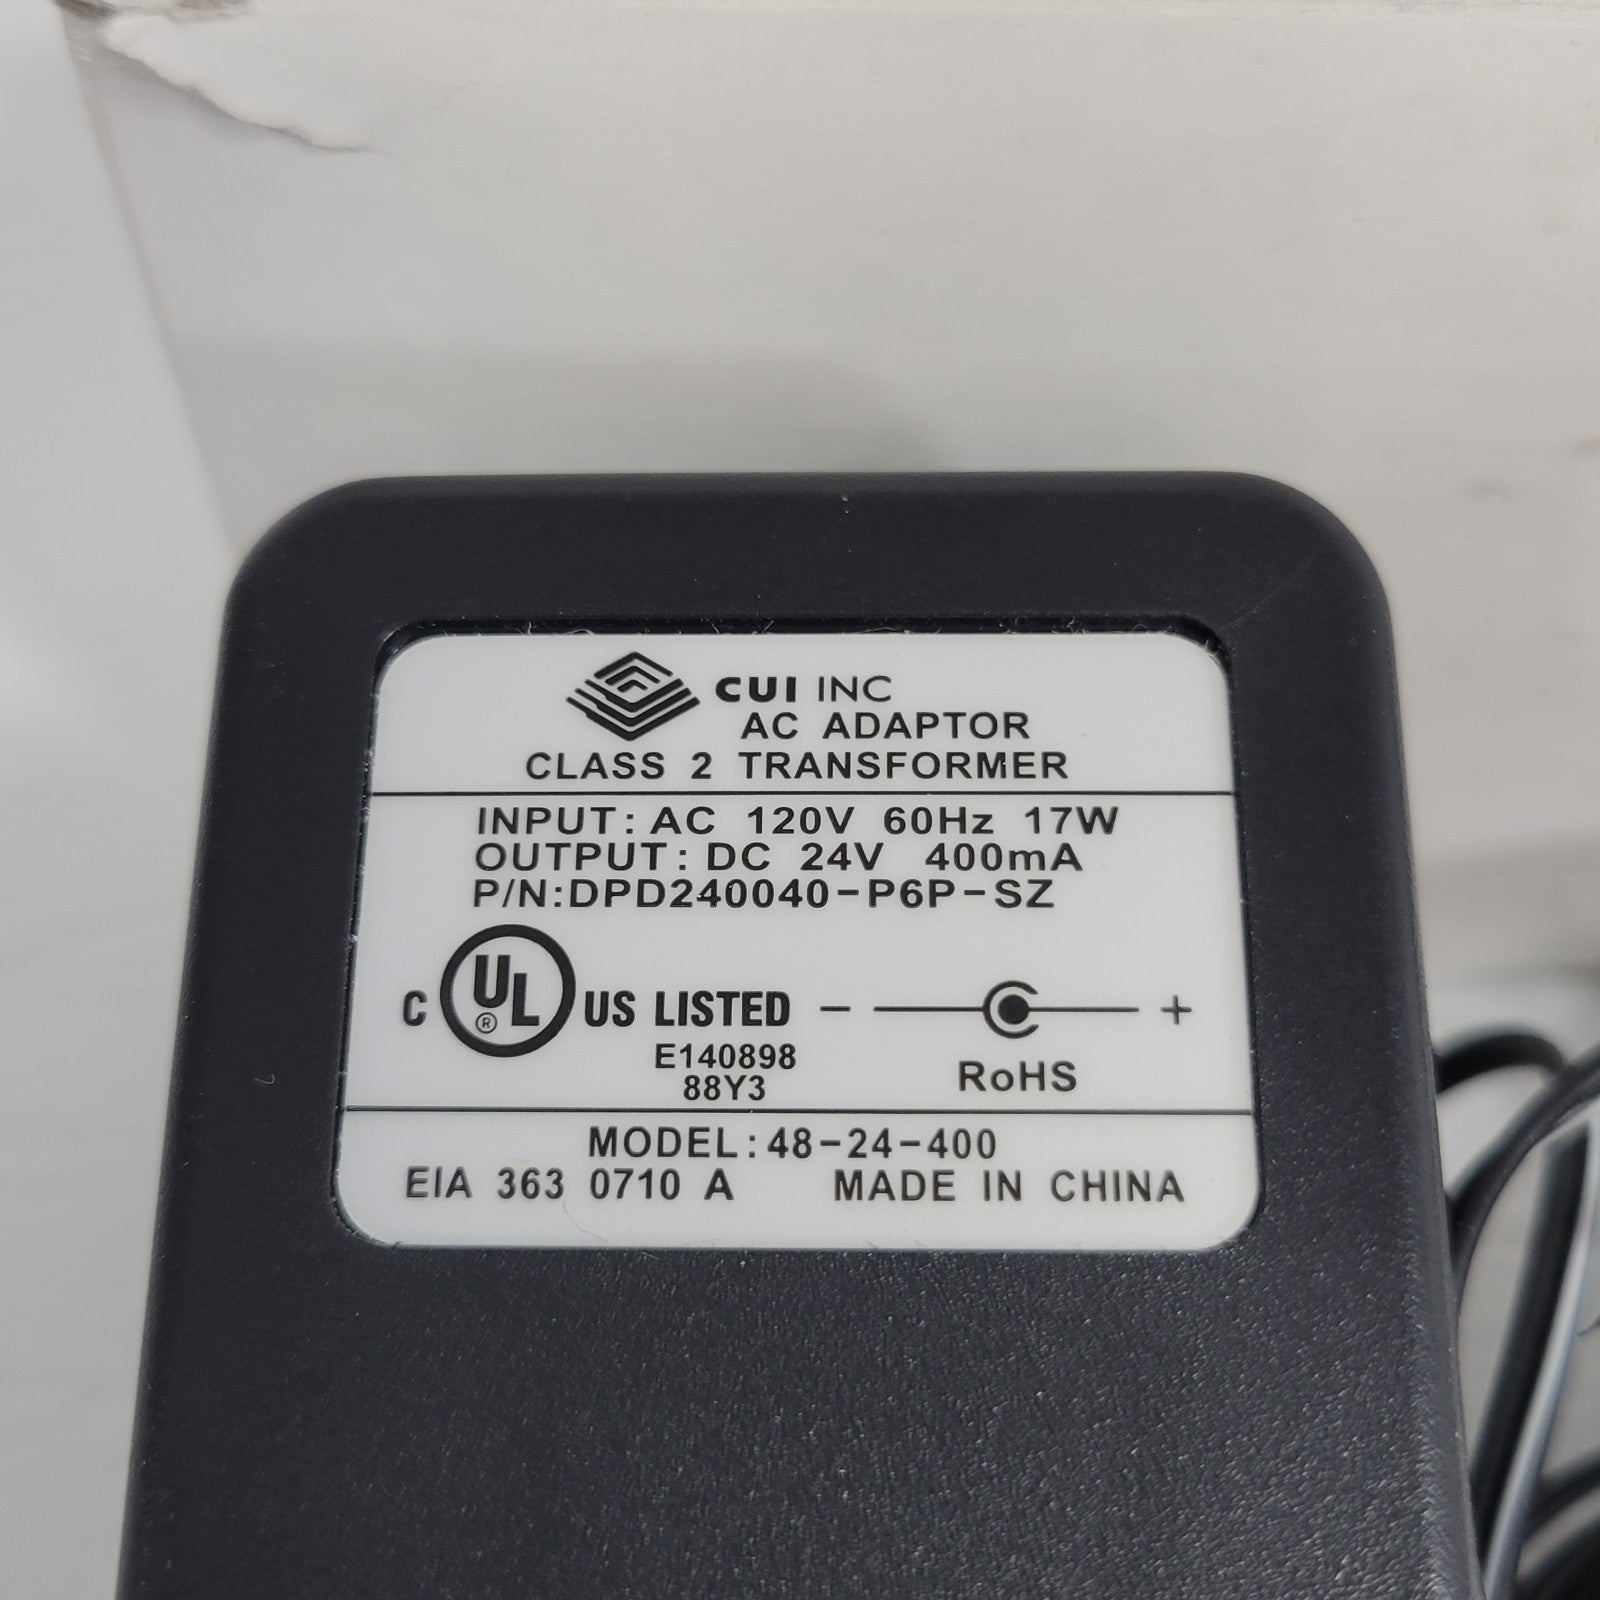 CUI INC
AC ADAPTOR
CLASS 2 TRANSFORMER
INPUT: AC 120V 60Hz 17W
OUTPUT: DC 24V 400mA
P/N:DPD240040-P6P-SZ
C UL® US LISTED - +
E140898
RoHS
88Y3
MODEL:48-24-400
EIA 363 0710 A MADE IN CHINA